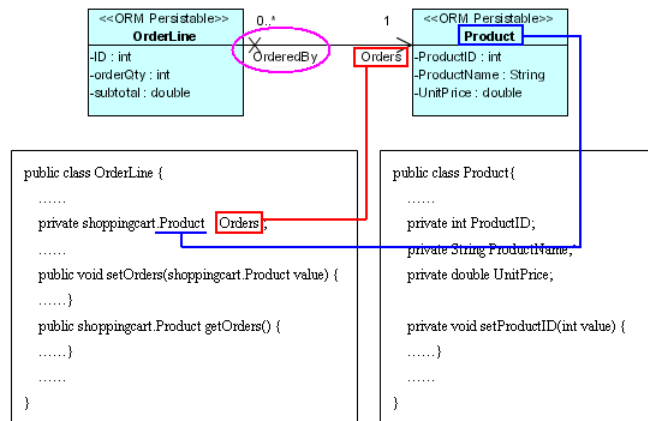 <<ORM Persistable>>
OrderLine
-ID : int
-orderQty : int
-subtotal : double
0..*
1
OrderedBy
Orders
<<ORM Persistable>>
Product
-ProductID : int
-ProductName : String
-UnitPrice : double
public class OrderLine {
......
private shoppingcart.Product Orders;
......
public void setOrders(shoppingcart.Product value) {
......}
public shoppingcart.Product getOrders() {
......}
......
}
public class Product{
......
private int ProductID;
private String ProductName;
private double UnitPrice;
private void setProductID(int value) {
......}
......
}